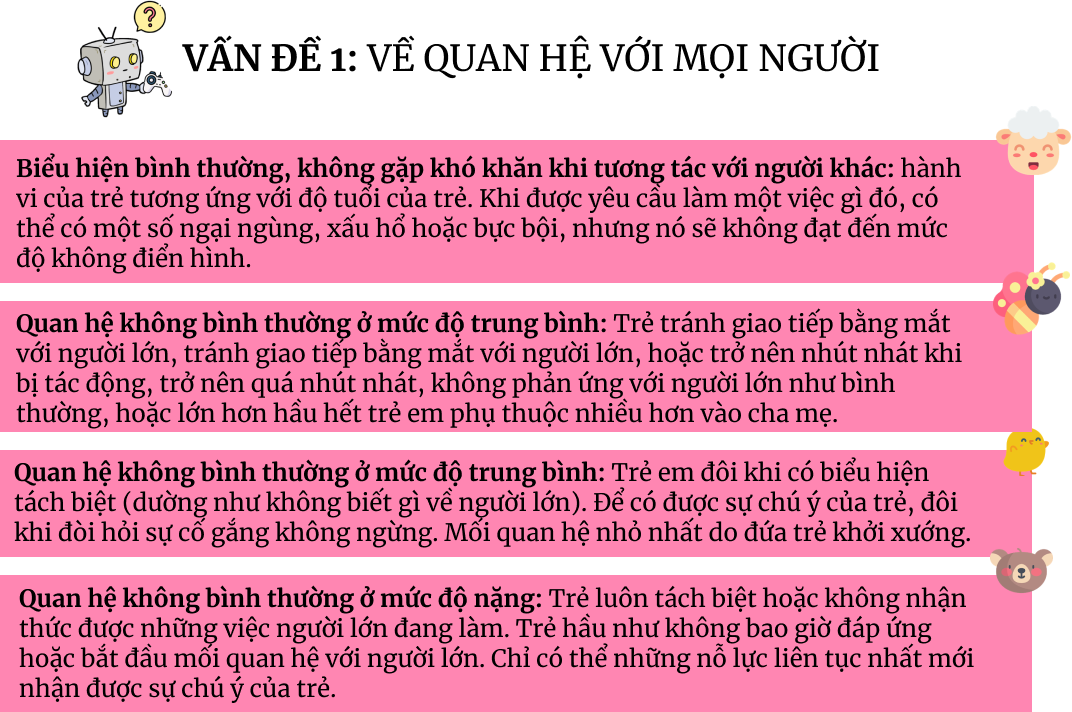 ?
VẤN ĐỀ 1: VỀ QUAN HỆ VỚI MỌI NGƯỜI
Biểu hiện bình thường, không gặp khó khăn khi tương tác với người khác: hành
vi của trẻ tương ứng với độ tuổi của trẻ. Khi được yêu cầu làm một việc gì đó, có
thể có một số ngại ngùng, xấu hổ hoặc bực bội, nhưng nó sẽ không đạt đến mức
độ không điển hình.
Quan hệ không bình thường ở mức độ trung bình: Trẻ tránh giao tiếp bằng mắt
với người lớn, tránh giao tiếp bằng mắt với người lớn, hoặc trở nên nhút nhát khi
bị tác động, trở nên quá nhút nhát, không phản ứng với người lớn như bình
thường, hoặc lớn hơn hầu hết trẻ em phụ thuộc nhiều hơn vào cha mẹ.
Quan hệ không bình thường ở mức độ trung bình: Trẻ em đôi khi có biểu hiện
tách biệt (dường như không biết gì về người lớn). Để có được sự chú ý của trẻ, đôi
khi đòi hỏi sự cố gắng không ngừng. Mối quan hệ nhỏ nhất do đứa trẻ khởi xướng.
Quan hệ không bình thường ở mức độ nặng: Trẻ luôn tách biệt hoặc không nhận
thức được những việc người lớn đang làm. Trẻ hầu như không bao giờ đáp ứng
hoặc bắt đầu mối quan hệ với người lớn. Chỉ có thể những nỗ lực liên tục nhất mới
nhận được sự chú ý của trẻ.